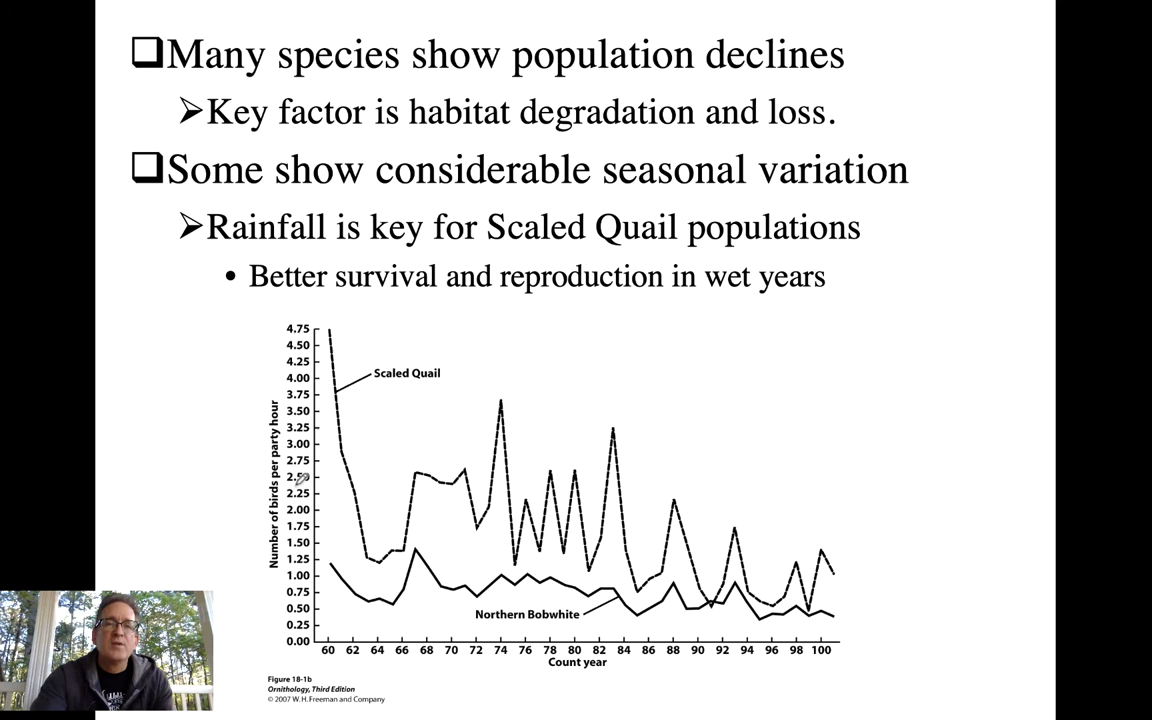 Many species show population declines
Key factor is habitat degradation and loss.
Some show considerable seasonal variation
Rainfall is key for Scaled Quail populations
• Better survival and reproduction in wet years
4.75
4.50
4.25
4.00
3.75
3.50
3.25
3.00
2.75
2.50
2.25
2.00
1.75
1.50
1.25
1.00
0.75
0.50
0.25
0.00
Number of birds per party hour
Scaled Quail
Northern Bobwhite
60 62 64 66 68 70 72 74 76 78 80 82 84 86 88 90 92 94 96 98 100
Count year
Figure 18-1b
Ornithology, Third Edition
© 2007 W.H. Freeman and Company